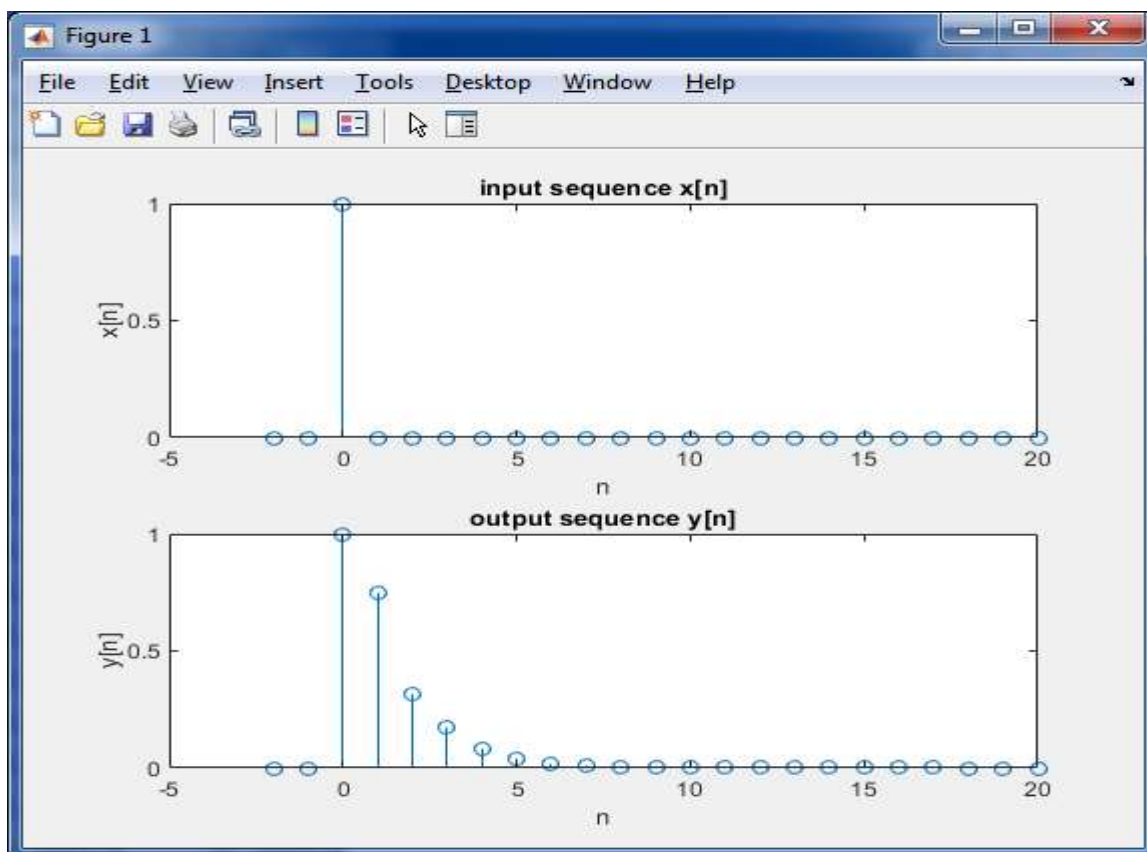 Figure 1
File Edit View Insert Tools Desktop Window Help
input sequence x[n]
1
0.5
0
x[n]
-5 0 5 10 15 20
n
output sequence y[n]
1
0.5
0
y[n]
-5 0 5 10 15 20
n